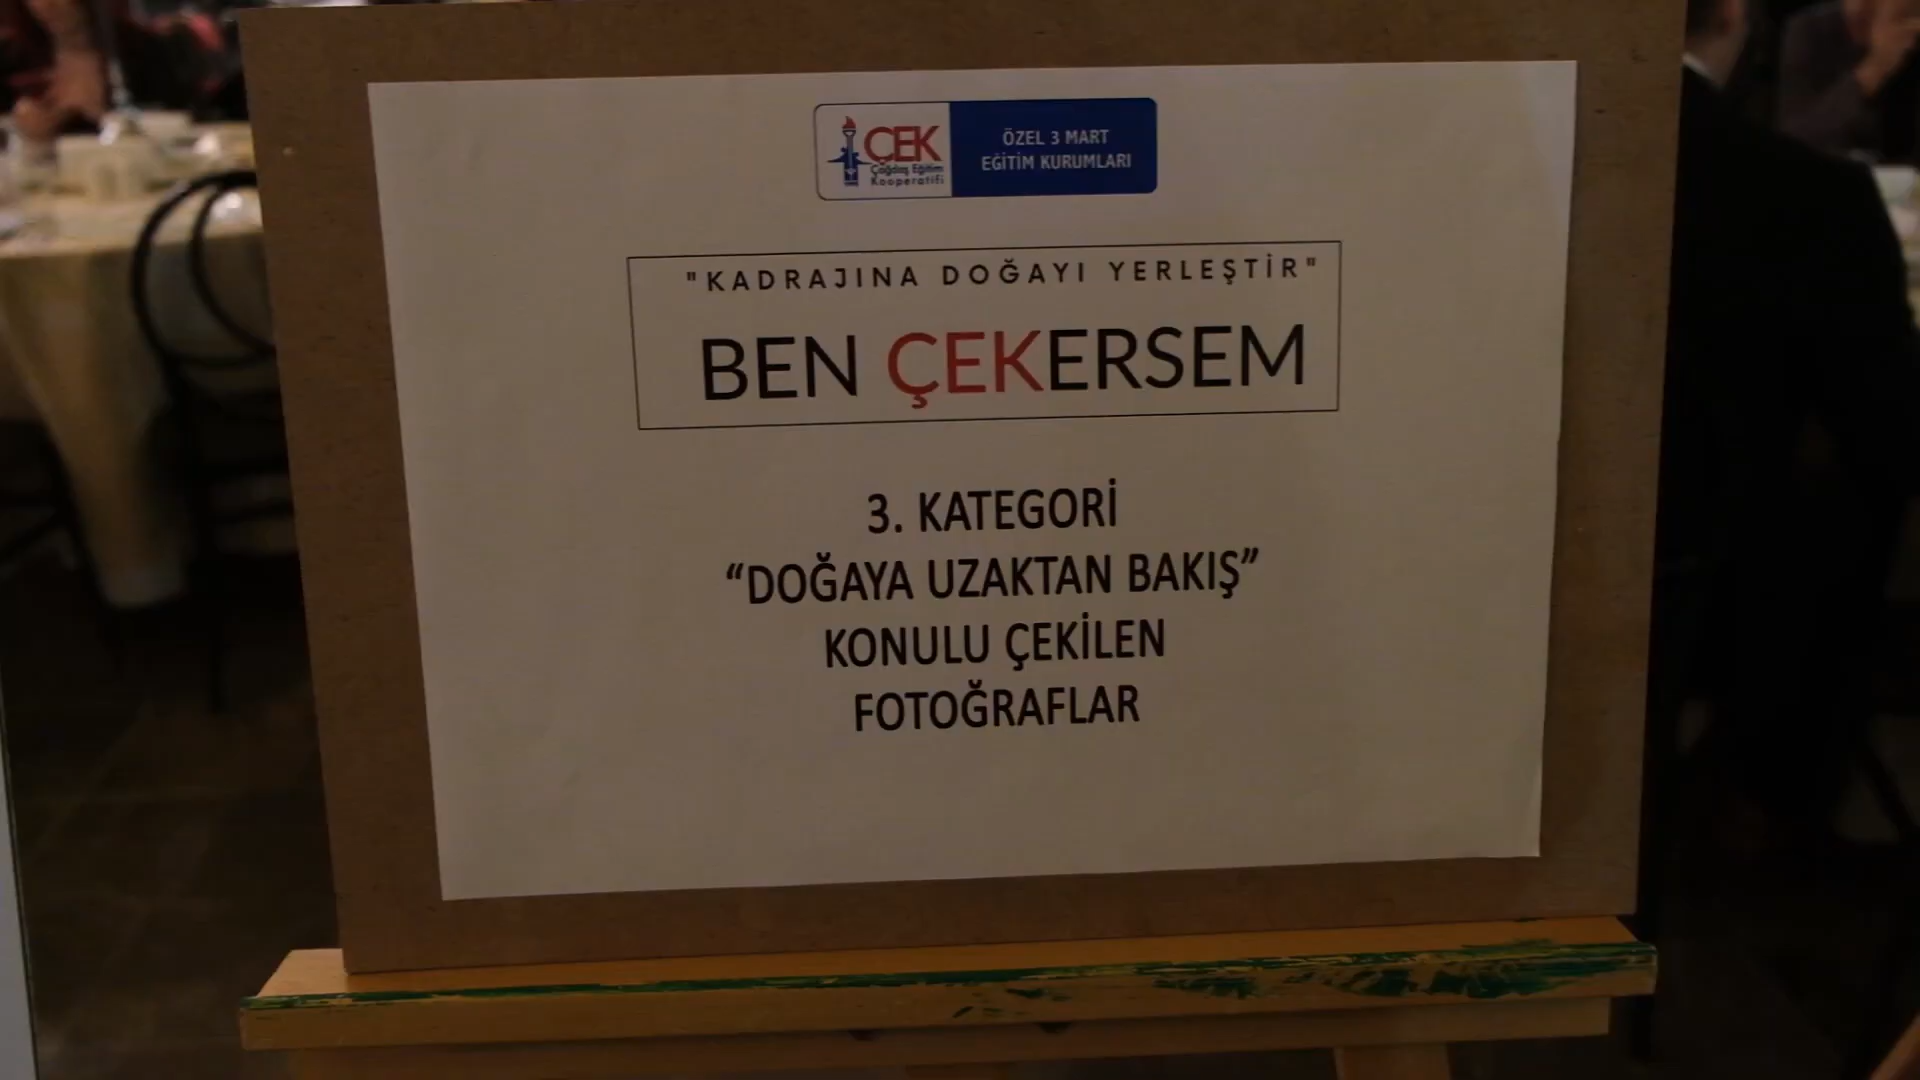 ÇEK
Çağdaş Eğitim
Kooperatifi
ÖZEL 3 MART
EĞİTİM KURUMLARI
"KADRAJINA DOĞAYI YERLEŞTİR"
BEN ÇEKERSEM
3. KATEGORİ
“DOĞAYA UZAKTAN BAKIŞ”
KONULU ÇEKİLEN
FOTOĞRAFLAR